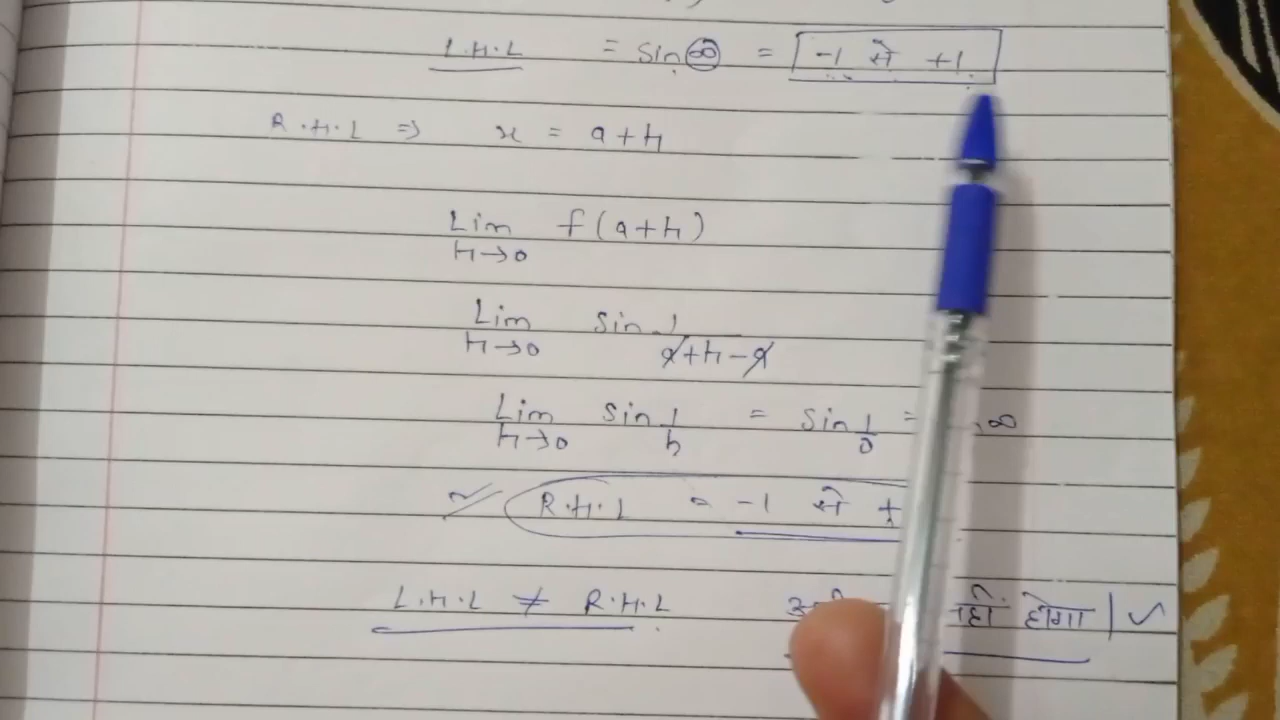 L.H.L = sin ∞ = -1 से +1
R.H.L ⇒ x = a+h
Lim h→0 f(a+h)
Lim h→0 sin 1/a+h-a
Lim h→0 sin 1/h = sin 1/0 = ∞
R.H.L = -1 से +
L.H.L ≠ R.H.L नहीं होगा |